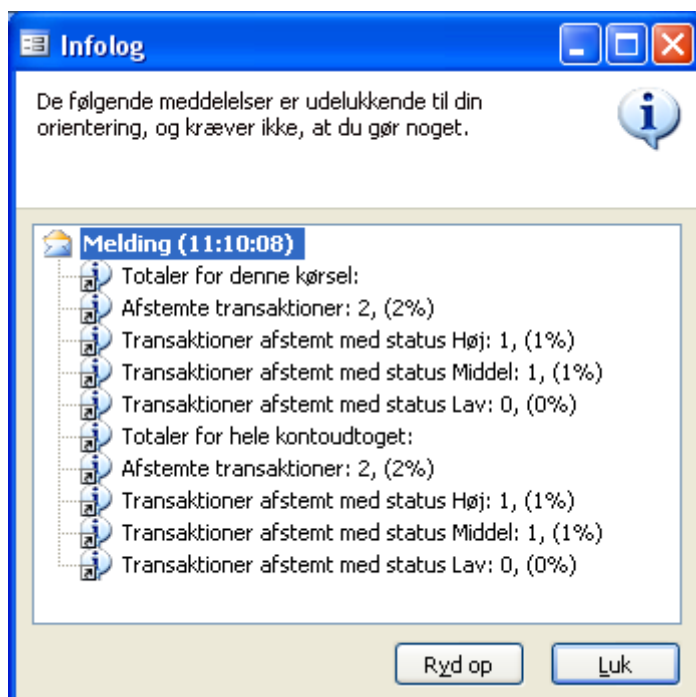 Infolog
De følgende meddelelser er udelukkende til din
orientering, og kræver ikke, at du gør noget.
Melding (11:10:08)
Totaler for denne kørsel:
Afstemte transaktioner: 2, (2%)
Transaktioner afstemt med status Høj: 1, (1%)
Transaktioner afstemt med status Middel: 1, (1%)
Transaktioner afstemt med status Lav: 0, (0%)
Totaler for hele kontoudtoget:
Afstemte transaktioner: 2, (2%)
Transaktioner afstemt med status Høj: 1, (1%)
Transaktioner afstemt med status Middel: 1, (1%)
Transaktioner afstemt med status Lav: 0, (0%)
Ryd op
Luk